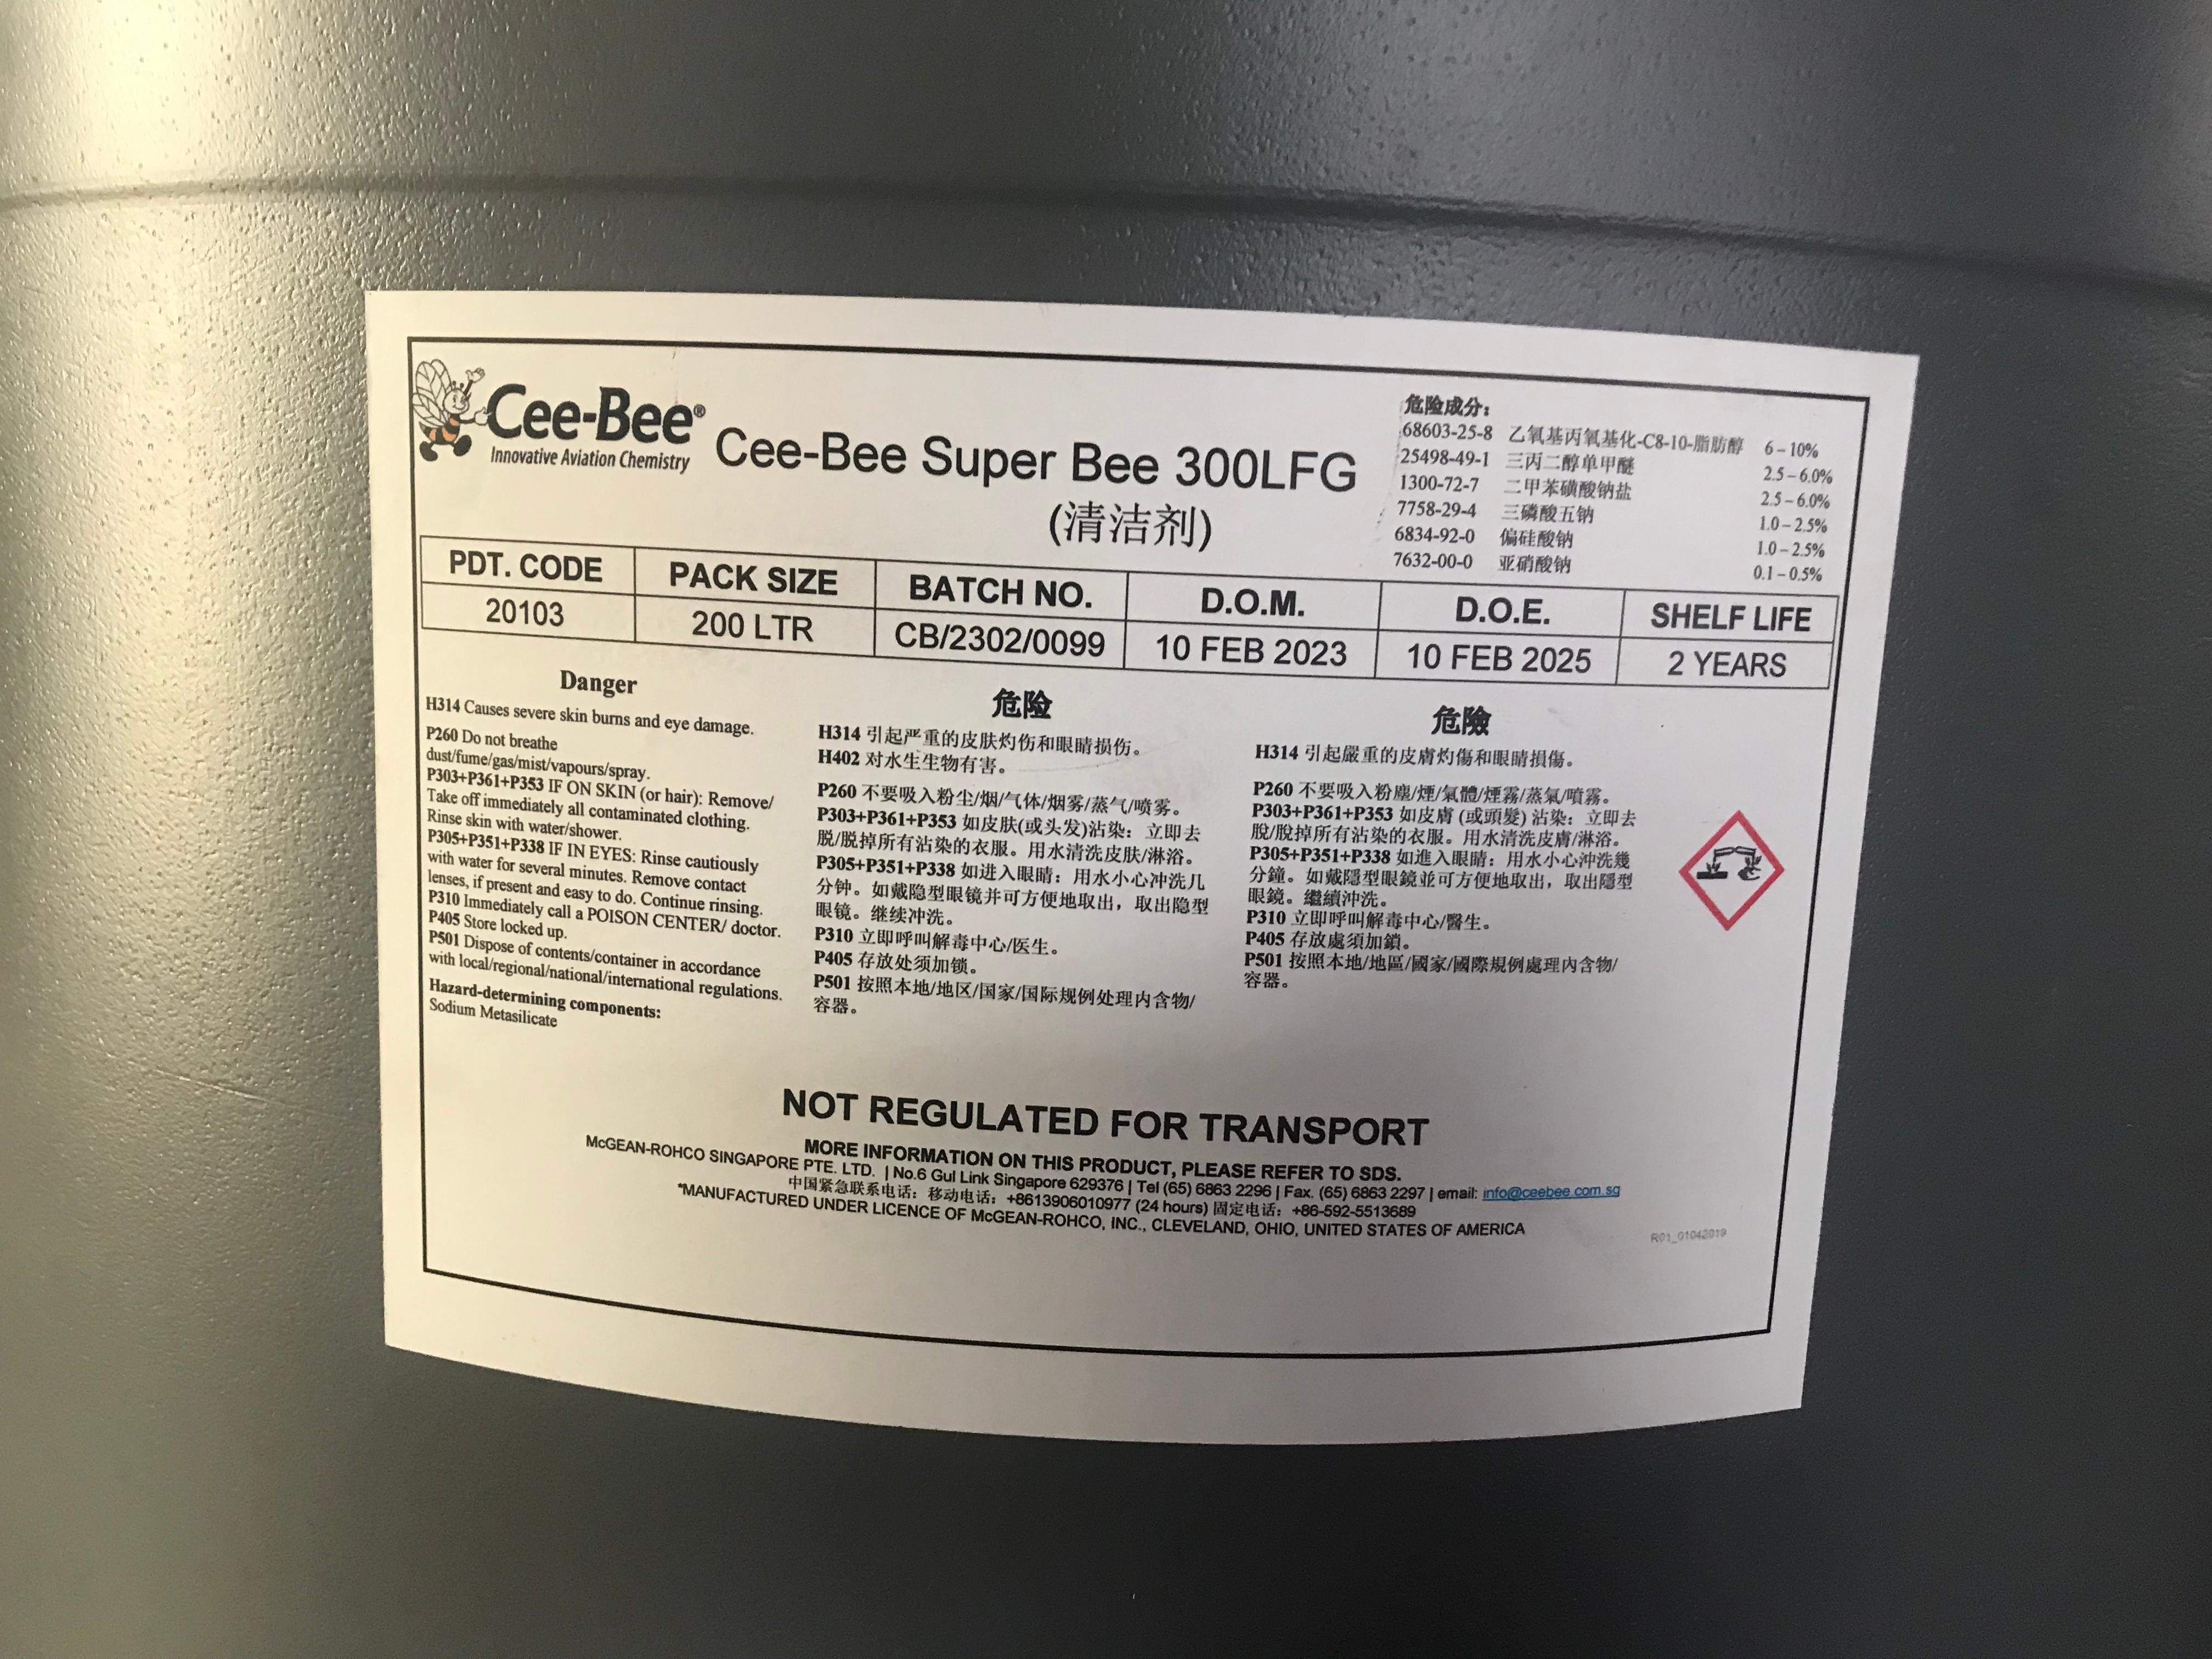 Cee-Bee®
Innovative Aviation Chemistry
Cee-Bee Super Bee 300LFG
(清洁剂)
危险成分:
68603-25-8 乙氧基丙氧基化-C8-10-脂肪醇 6 – 10%
25498-49-1 三丙二醇单甲醚 2.5 – 6.0%
1300-72-7 二甲苯磺酸钠盐 2.5 – 6.0%
7758-29-4 三磷酸五钠 1.0 – 2.5%
6834-92-0 偏硅酸钠 1.0 – 2.5%
7632-00-0 亚硝酸钠 0.1 – 0.5%
PDT. CODE PACK SIZE BATCH NO. D.O.M. D.O.E. SHELF LIFE
20103 200 LTR CB/2302/0099 10 FEB 2023 10 FEB 2025 2 YEARS
Danger
H314 Causes severe skin burns and eye damage.
P260 Do not breathe
dust/fume/gas/mist/vapours/spray.
P303+P361+P353 IF ON SKIN (or hair): Remove/
Take off immediately all contaminated clothing.
Rinse skin with water/shower.
P305+P351+P338 IF IN EYES: Rinse cautiously
with water for several minutes. Remove contact
lenses, if present and easy to do. Continue rinsing.
P310 Immediately call a POISON CENTER/ doctor.
P405 Store locked up.
P501 Dispose of contents/container in accordance
with local/regional/national/international regulations.
Hazard-determining components:
Sodium Metasilicate
危险
H314 引起严重的皮肤灼伤和眼睛损伤。
H402 对水生生物有害。
P260 不要吸入粉尘/烟/气体/烟雾/蒸气/喷雾。
P303+P361+P353 如皮肤(或头发)沾染：立即去
脱/脱掉所有沾染的衣服。用水清洗皮肤/淋浴。
P305+P351+P338 如进入眼睛：用水小心冲洗几
分钟。如戴隐型眼镜并可方便地取出，取出隐型
眼镜。继续冲洗。
P310 立即呼叫解毒中心/医生。
P405 存放处须加锁。
P501 按照本地/地区/国家/国际规例处理内含物/
容器。
危險
H314 引起嚴重的皮膚灼傷和眼睛損傷。
P260 不要吸入粉塵/煙/氣體/煙霧/蒸氣/噴霧。
P303+P361+P353 如皮膚 (或頭髮) 沾染：立即去
脫/脫掉所有沾染的衣服。用水清洗皮膚/淋浴。
P305+P351+P338 如進入眼睛：用水小心沖洗幾
分鐘。如戴隱型眼鏡並可方便地取出，取出隱型
眼鏡。繼續沖洗。
P310 立即呼叫解毒中心/醫生。
P405 存放處須加鎖。
P501 按照本地/地區/國家/國際規例處理內含物/
容器。
NOT REGULATED FOR TRANSPORT
MORE INFORMATION ON THIS PRODUCT, PLEASE REFER TO SDS.
McGEAN-ROHCO SINGAPORE PTE. LTD. | No.6 Gul Link Singapore 629376 | Tel (65) 6863 2296 | Fax. (65) 6863 2297 | email: info@ceebee.com.sg
中国紧急联系电话：移动电话：+8613906010977 (24 hours) 固定电话：+86-592-5513689
*MANUFACTURED UNDER LICENCE OF McGEAN-ROHCO, INC., CLEVELAND, OHIO, UNITED STATES OF AMERICA
R01_01042019